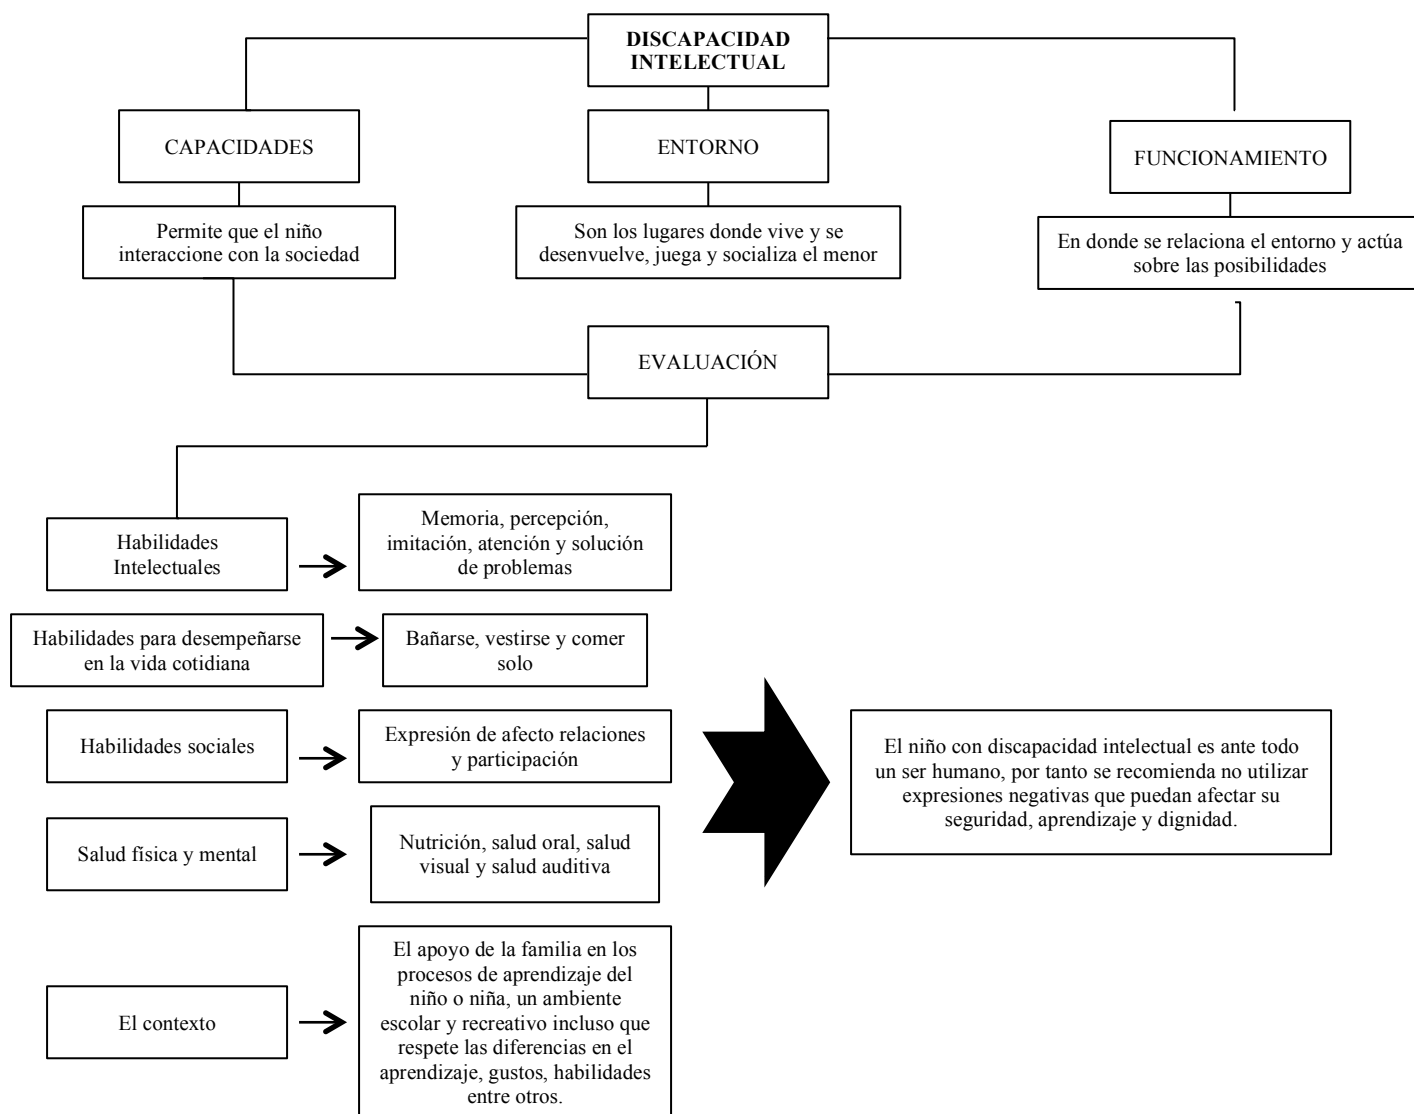 DISCAPACIDAD
INTELECTUAL
CAPACIDADES
ENTORNO
FUNCIONAMIENTO
Permite que el niño
interaccione con la sociedad
Son los lugares donde vive y se
desenvuelve, juega y socializa el menor
En donde se relaciona el entorno y actúa
sobre las posibilidades
EVALUACIÓN
Habilidades
Intelectuales
Memoria, percepción,
imitación, atención y solución
de problemas
Habilidades para desempeñarse
en la vida cotidiana
Bañarse, vestirse y comer
solo
Habilidades sociales
Expresión de afecto relaciones
y participación
Salud física y mental
Nutrición, salud oral, salud
visual y salud auditiva
El contexto
El apoyo de la familia en los
procesos de aprendizaje del
niño o niña, un ambiente
escolar y recreativo incluso que
respete las diferencias en el
aprendizaje, gustos, habilidades
entre otros.
El niño con discapacidad intelectual es ante todo
un ser humano, por tanto se recomienda no utilizar
expresiones negativas que puedan afectar su
seguridad, aprendizaje y dignidad.